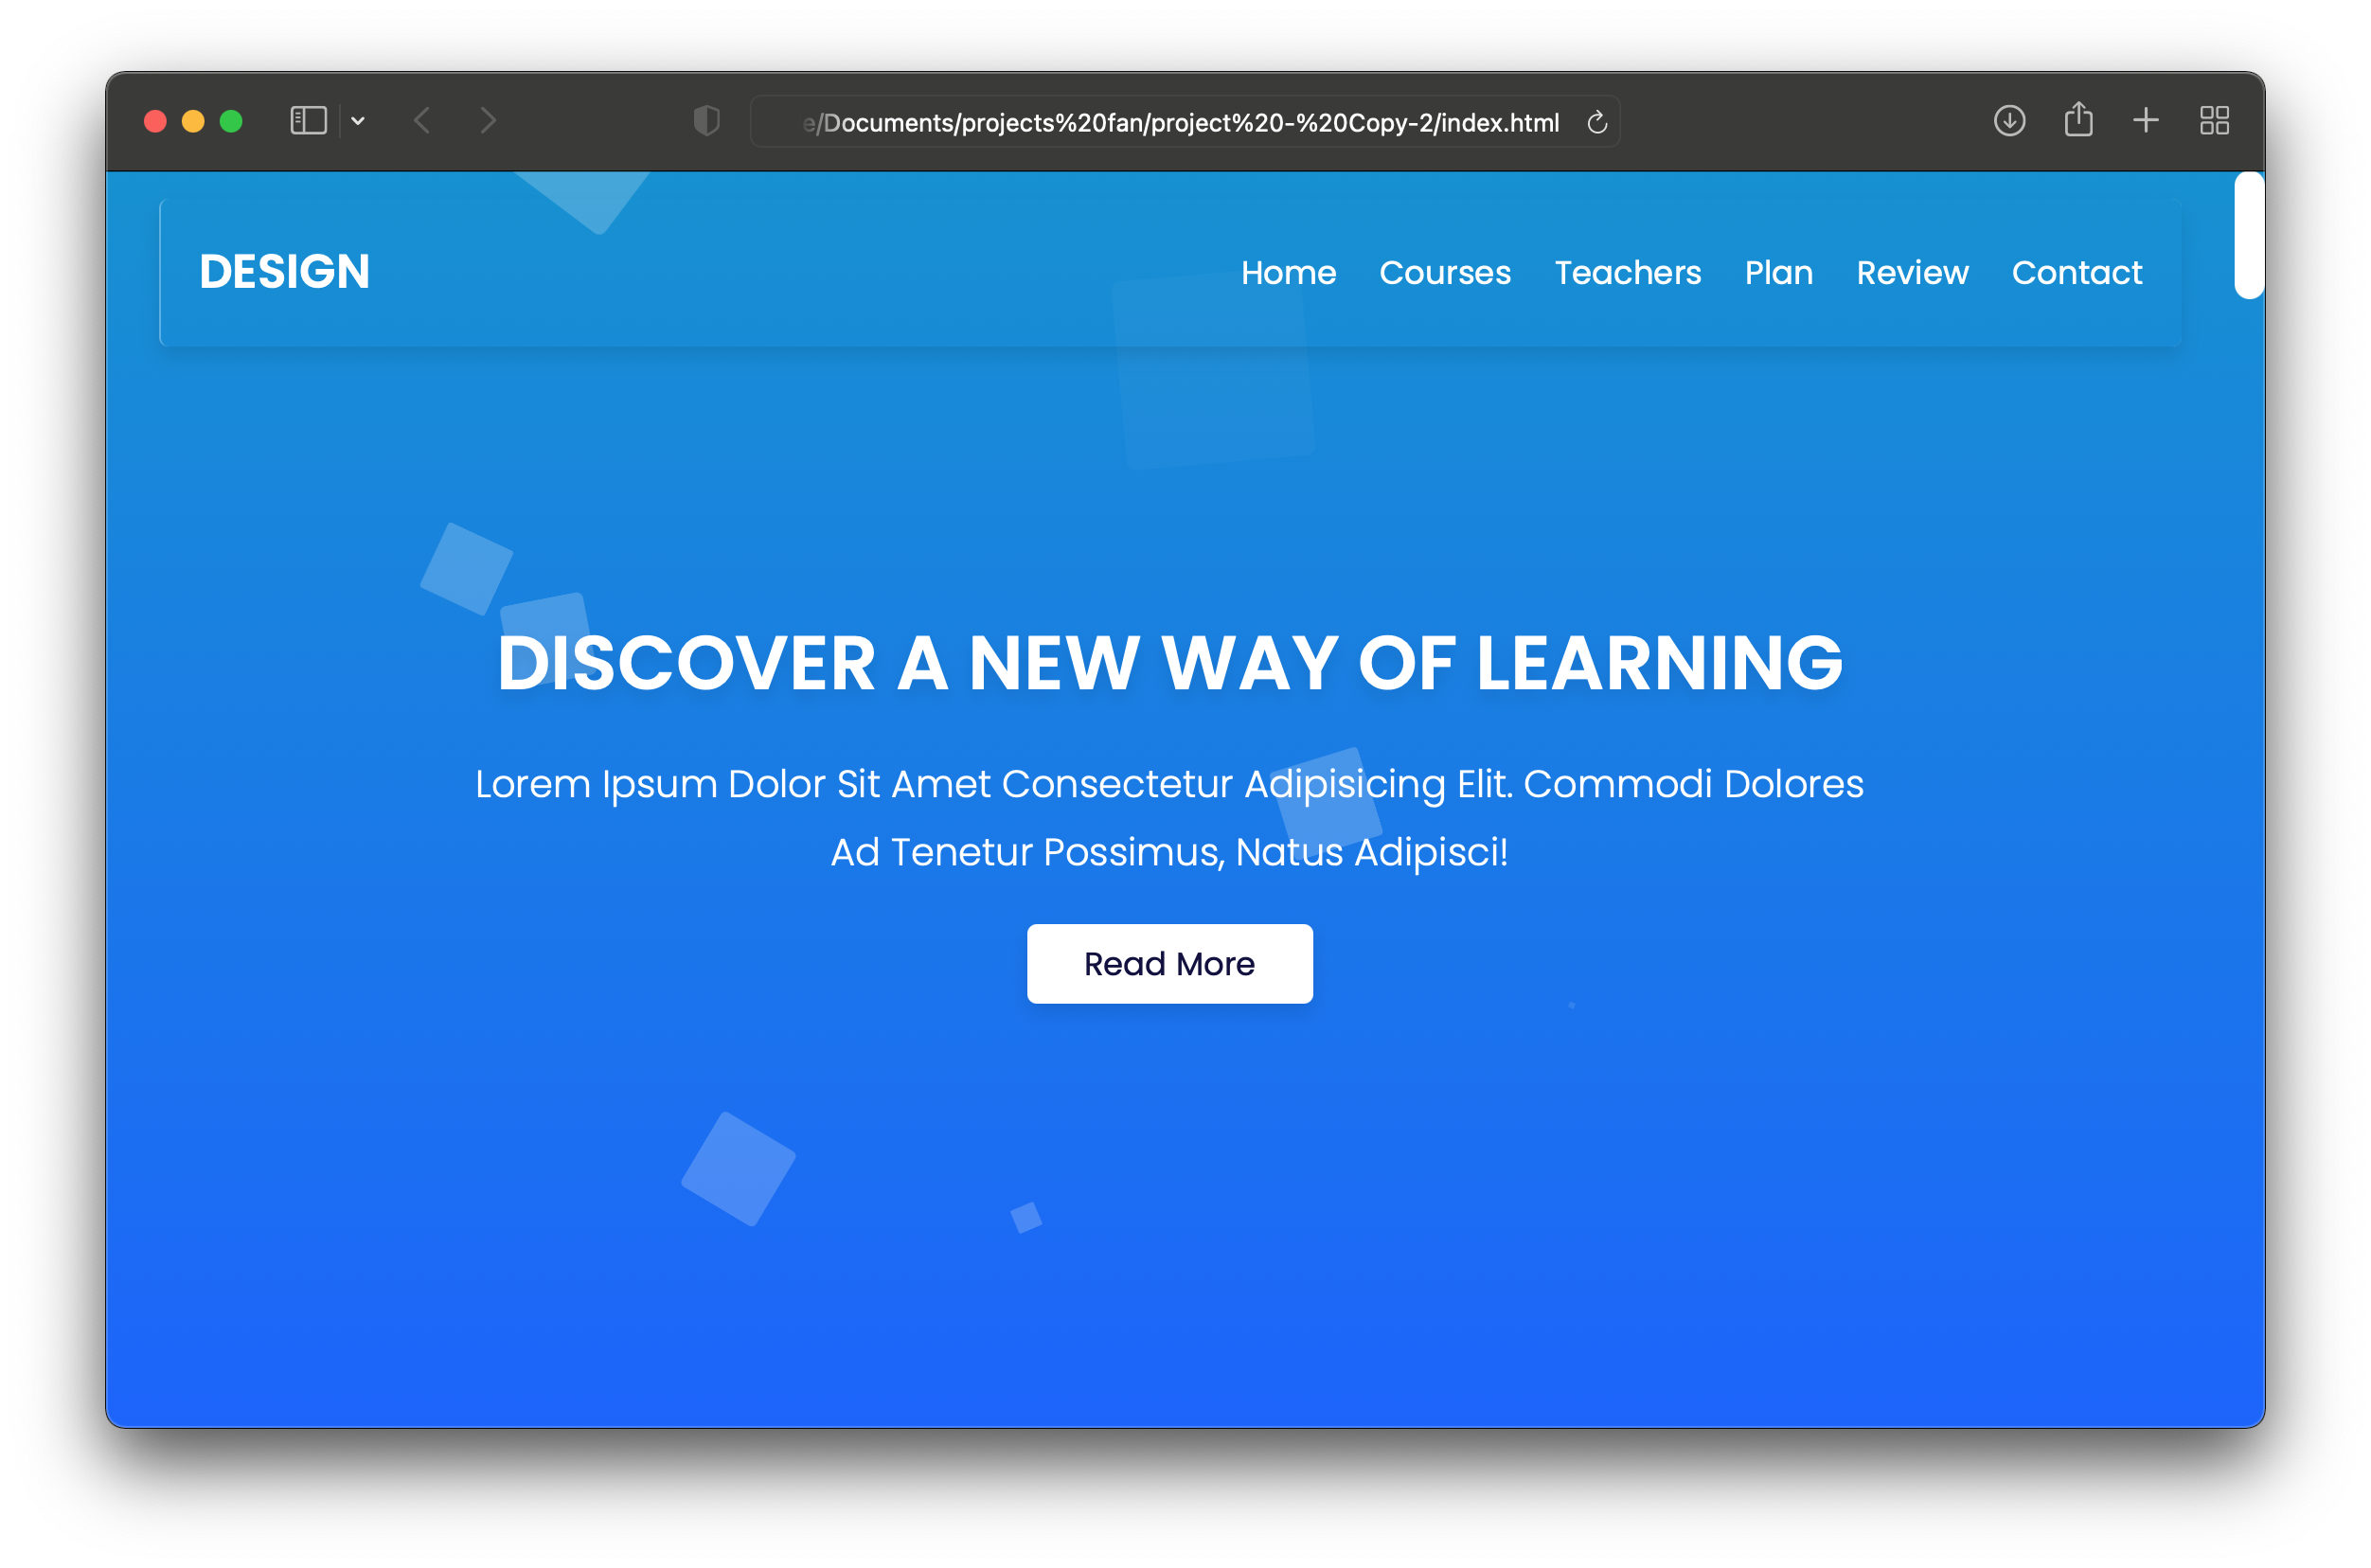 e/Documents/projects%20fan/project%20-%20Copy-2/index.html
DESIGN
Home Courses Teachers Plan Review Contact
DISCOVER A NEW WAY OF LEARNING
Lorem Ipsum Dolor Sit Amet Consectetur Adipisicing Elit. Commodi Dolores
Ad Tenetur Possimus, Natus Adipisci!
Read More